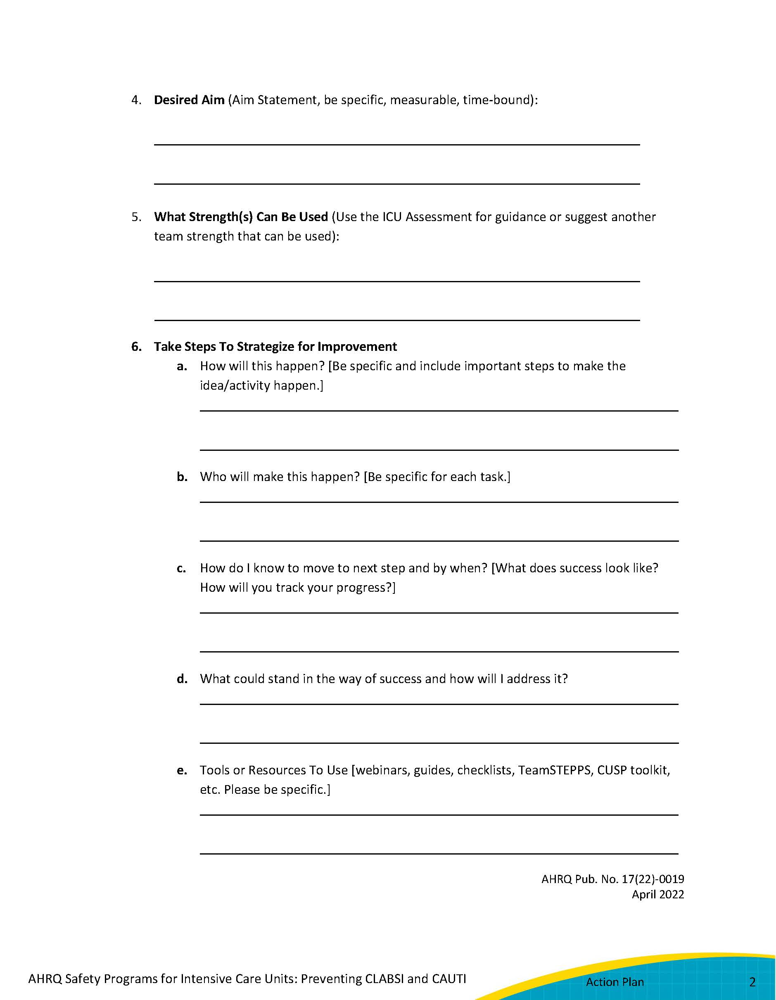 4. Desired Aim (Aim Statement, be specific, measurable, time-bound):
5. What Strength(s) Can Be Used (Use the ICU Assessment for guidance or suggest another
team strength that can be used):
6. Take Steps To Strategize for Improvement
a. How will this happen? [Be specific and include important steps to make the
idea/activity happen.]
b. Who will make this happen? [Be specific for each task.]
c. How do I know to move to next step and by when? [What does success look like?
How will you track your progress?]
d. What could stand in the way of success and how will I address it?
e. Tools or Resources To Use [webinars, guides, checklists, TeamSTEPPS, CUSP toolkit,
etc. Please be specific.]
AHRQ Pub. No. 17(22)-0019
April 2022
AHRQ Safety Programs for Intensive Care Units: Preventing CLABSI and CAUTI
Action Plan 2